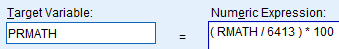 Target Variable: Numeric Expression:
PRMATH = ( RMATH / 6413 ) * 100